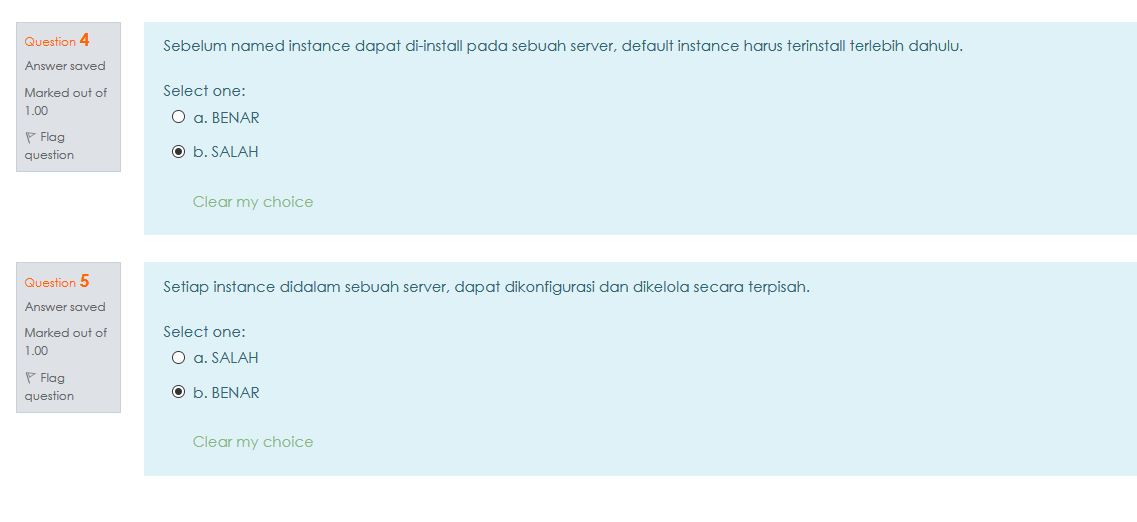 Question 4
Answer saved
Marked out of
1.00
Flag
question
Sebelum named instance dapat di-install pada sebuah server, default instance harus terinstall terlebih dahulu.
Select one:
a. BENAR
b. SALAH
Clear my choice
Question 5
Answer saved
Marked out of
1.00
Flag
question
Setiap instance didalam sebuah server, dapat dikonfigurasi dan dikelola secara terpisah.
Select one:
a. SALAH
b. BENAR
Clear my choice